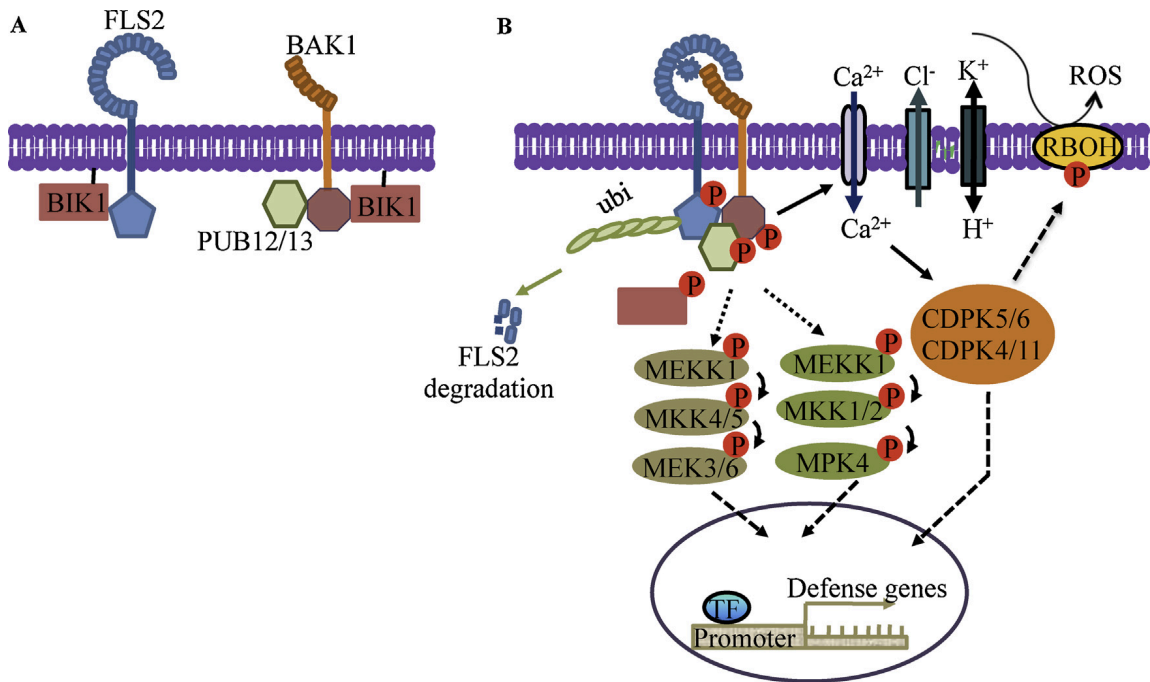 A
FLS2
BAK1
BIK1
BIK1
PUB12/13
B
Ca²⁺
Cl⁻
K⁺
ROS
RBOH
P
ubi
P
P
P
Ca²⁺
H⁺
P
FLS2
degradation
CDPK5/6
CDPK4/11
P
MEKK1
P
MEKK1
P
MKK4/5
P
MKK1/2
P
MEK3/6
P
MPK4
Defense genes
TF
Promoter